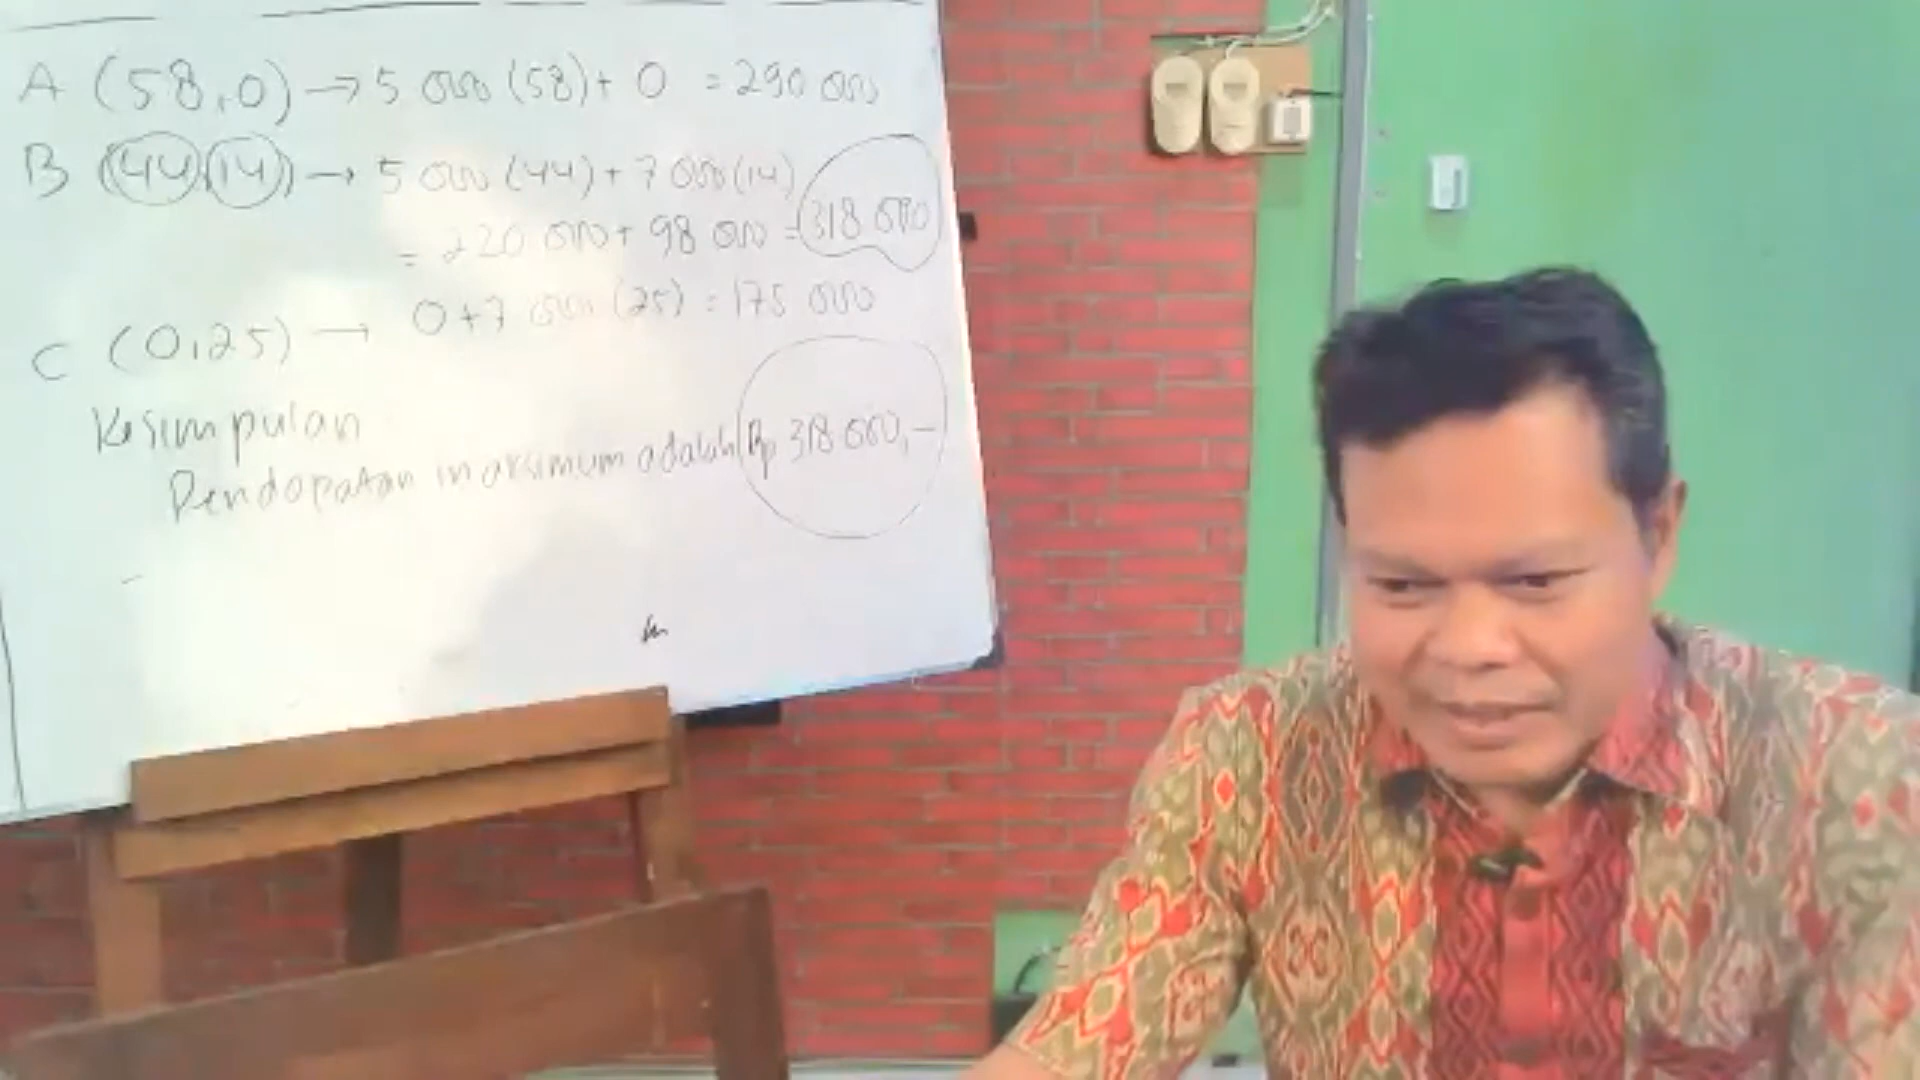 A (58,0) → 5 000 (58) + 0 = 290 000
B (44,14) → 5 000 (44) + 7 000 (14)
= 220 000 + 98 000 = 318 000
C (0,25) → 0 + 7 000 (25) = 175 000
Kesimpulan
Pendapatan maksimum adalah Rp 318 000,-